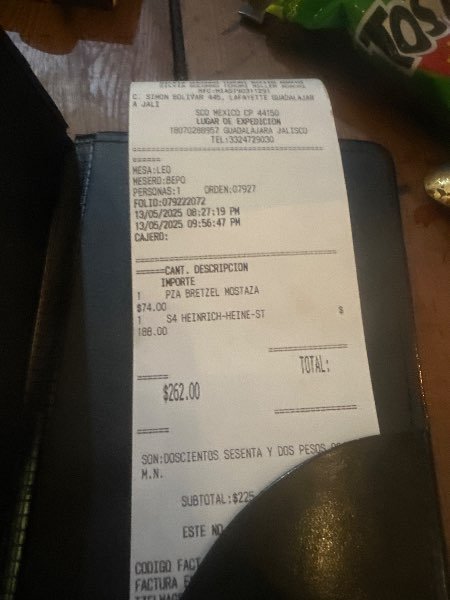 C. SIMON BOLIVAR 445, LAFAYETTE GUADALAJAR
A JALI
SCO MEXICO CP 44150
LUGAR DE EXPEDICION
18070288957 GUADALAJARA JALISCO
TEL:3324729030
======
MESA:LEO
MESERO:BEPO
PERSONAS:1 ORDEN:07927
FOLIO:079222072
13/05/2025 08:27:19 PM
13/05/2025 09:56:47 PM
CAJERO:
======CANT. DESCRIPCION
IMPORTE
1 PZA BRETZEL MOSTAZA
$74.00
1 S4 HEINRICH-HEINE-ST $
188.00
TOTAL:
$262.00
SON:DOSCIENTOS SESENTA Y DOS PESOS
M.N.
SUBTOTAL:$225
ESTE NO
CODIGO FACT
FACTURA E
TOS